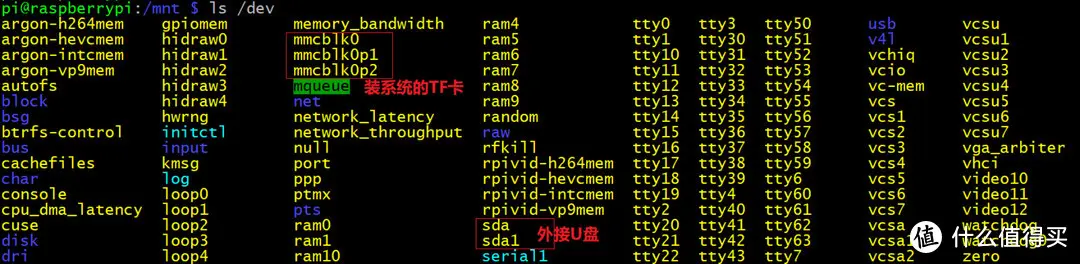 pi@raspberrypi:/mnt $ ls /dev
argon-h264mem gpiomem memory_bandwidth ram4 tty0 tty3 tty50 usb vcsu
argon-hevcmem hidraw0 mmcblk0 ram5 tty1 tty30 tty51 v4l vcsu1
argon-intcmem hidraw1 mmcblk0p1 ram6 tty10 tty31 tty52 vchiq vcsu2
argon-vp9mem hidraw2 mmcblk0p2 ram7 tty11 tty32 tty53 vcio vcsu3
autofs hidraw3 mqueue 装系统的TF卡 ram8 tty12 tty33 tty54 vc-mem vcsu4
block hidraw4 net ram9 tty13 tty34 tty55 vcs vcsu5
bsg hwrng network_latency random tty14 tty35 tty56 vcs1 vcsu6
btrfs-control initctl network_throughput raw tty15 tty36 tty57 vcs2 vcsu7
bus input null rfkill tty16 tty37 tty58 vcs3 vga_arbiter
cachefiles kmsg port rpivid-h264mem tty17 tty38 tty59 vcs4 vhci
char log ppp rpivid-hevcmem tty18 tty39 tty6 vcs5 video10
console loop0 ptmx rpivid-intcmem tty19 tty4 tty60 vcs6 video11
cpu_dma_latency loop1 pts rpivid-vp9mem tty2 tty40 tty61 vcs7 video12
cuse loop2 ram0 sda 外接U盘 tty20 tty41 tty62 vcsa watchdog
disk loop3 ram1 sda1 tty21 tty42 tty63 vcsa1 watchdog0
dri loop4 ram10 serial1 tty22 tty43 tty7 vcsa2 zero
值 什么值得买